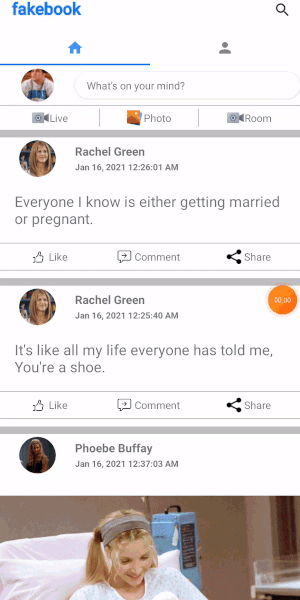 fakebook
What's on your mind?
Live Photo Room
Rachel Green
Jan 16, 2021 12:26:01 AM
Everyone I know is either getting married
or pregnant.
Like Comment Share
Rachel Green
Jan 16, 2021 12:25:40 AM
00:00
It's like all my life everyone has told me,
You're a shoe.
Like Comment Share
Phoebe Buffay
Jan 16, 2021 12:37:03 AM